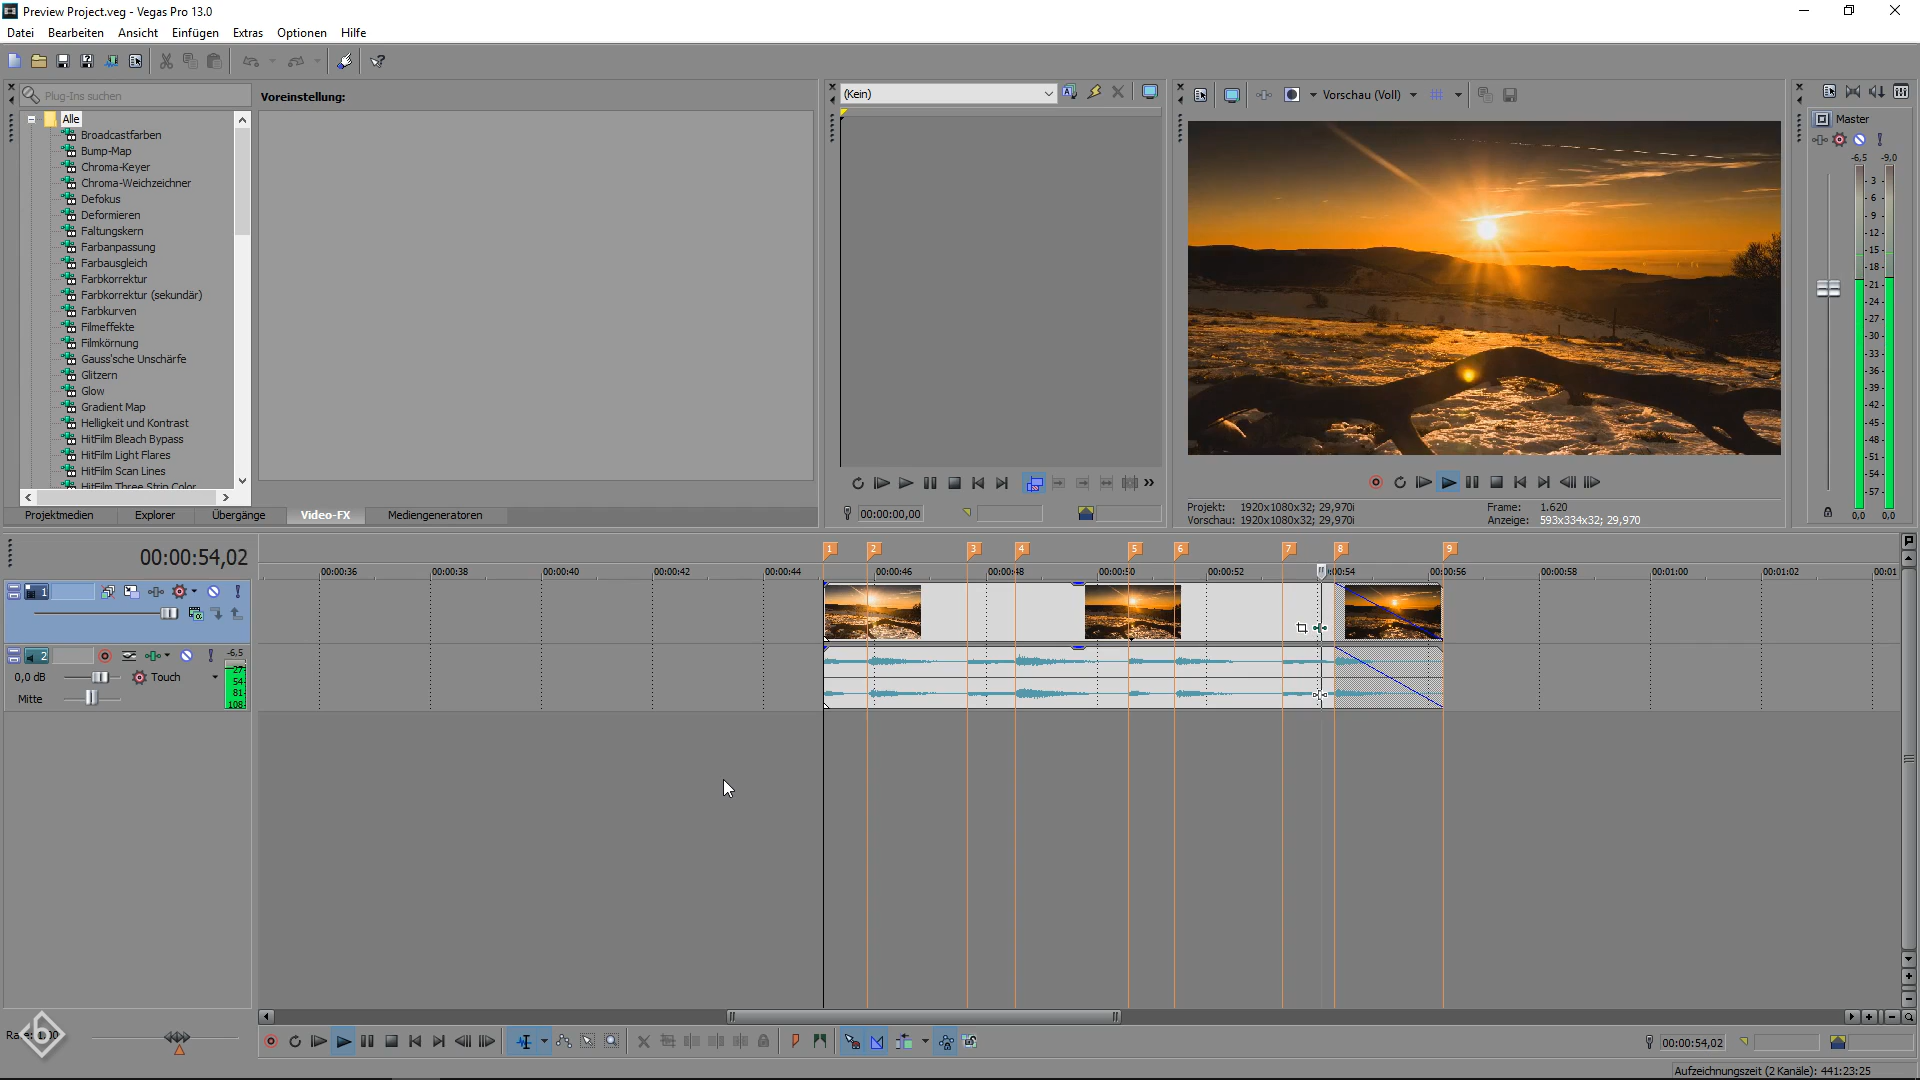 Preview Project.veg - Vegas Pro 13.0
Datei Bearbeiten Ansicht Einfügen Extras Optionen Hilfe
Plug-Ins suchen
Alle
Broadcastfarben
Bump-Map
Chroma-Keyer
Chroma-Weichzeichner
Defokus
Deformieren
Faltungskern
Farbanpassung
Farbausgleich
Farbkorrektur
Farbkorrektur (sekundär)
Farbkurven
Filmeffekte
Filmkörnung
Gauss'sche Unschärfe
Glitzern
Glow
Gradient Map
Helligkeit und Kontrast
HitFilm Bleach Bypass
HitFilm Light Flares
HitFilm Scan Lines
HitFilm Three Strip Color
Voreinstellung:
Projektmedien Explorer Übergänge Video-FX Mediengeneratoren
(Kein)
00:00:00,00
Vorschau (Voll)
Projekt: 1920x1080x32; 29,970i
Vorschau: 1920x1080x32; 29,970i
Frame: 1.620
Anzeige: 593x334x32; 29,970
Master
-6,5 -9,0
- 3 -
- 6 -
- 9 -
-12-
-15-
-18-
-21-
-24-
-27-
-30-
-33-
-36-
-39-
-42-
-45-
-48-
-51-
-54-
-57-
0,0 0,0
00:00:54,02
1 2 3 4 5 6 7 8 9
00:00:36 00:00:38 00:00:40 00:00:42 00:00:44 00:00:46 00:00:48 00:00:50 00:00:52 00:54 00:00:56 00:00:58 00:01:00 00:01:02 00:01
1
2
-6,5
0,0 dB
Touch
Mitte
-27-
54-
81-
108-
Rate: 1,00
00:00:54,02
Aufzeichnungszeit (2 Kanäle): 441:23:25